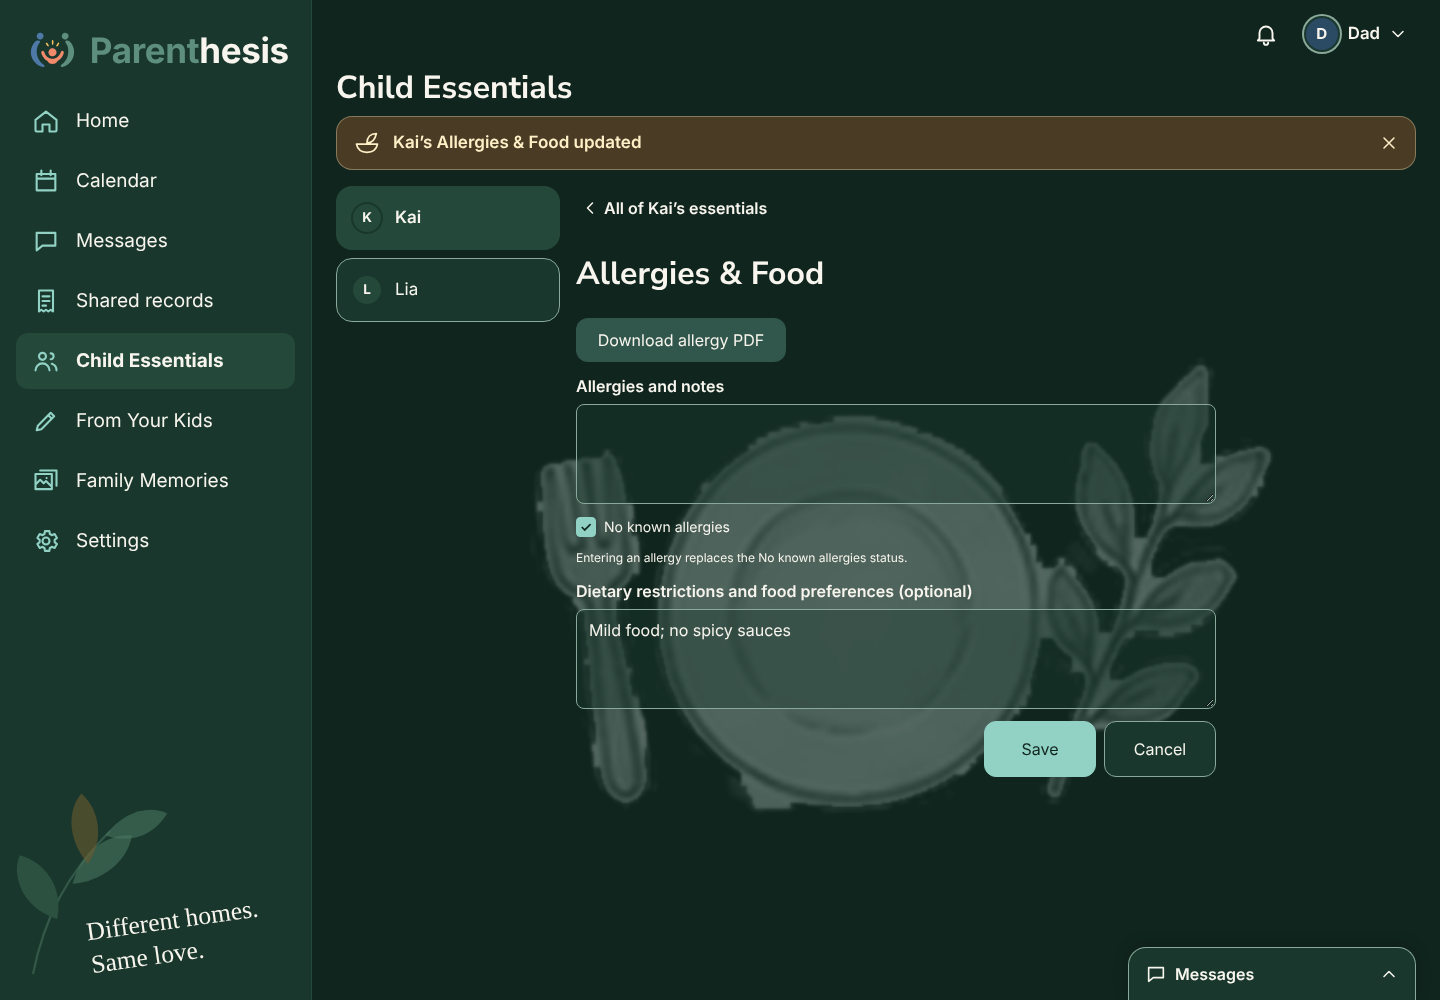 Parenthesis
Home
Calendar
Messages
Shared records
Child Essentials
From Your Kids
Family Memories
Settings
Different homes.
Same love.
D
Dad
Child Essentials
Kai’s Allergies & Food updated
K
Kai
L
Lia
All of Kai’s essentials
Allergies & Food
Download allergy PDF
Allergies and notes
No known allergies
Entering an allergy replaces the No known allergies status.
Dietary restrictions and food preferences (optional)
Mild food; no spicy sauces
Save
Cancel
Messages